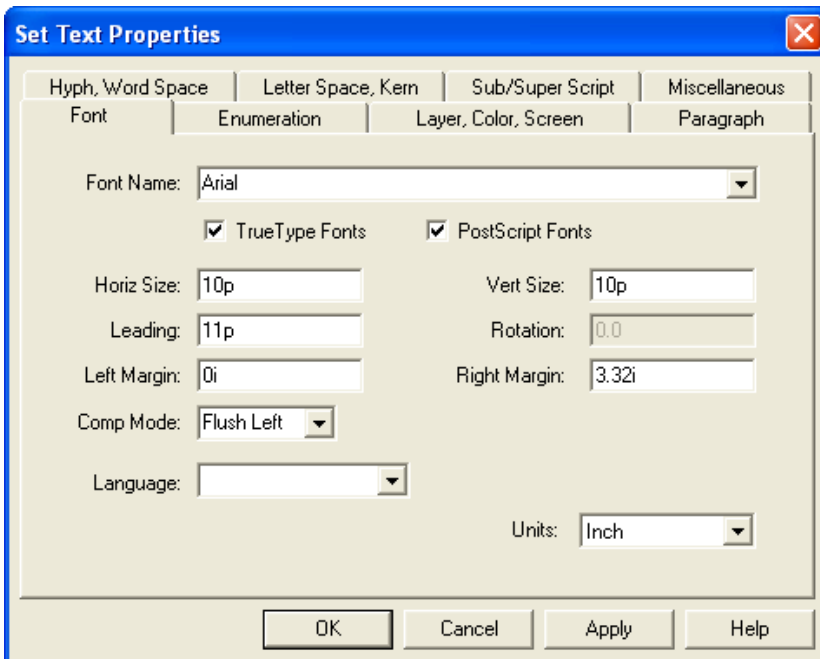 Set Text Properties
Hyph, Word Space Letter Space, Kern Sub/Super Script Miscellaneous
Font Enumeration Layer, Color, Screen Paragraph
Font Name: Arial
TrueType Fonts PostScript Fonts
Horiz Size: 10p Vert Size: 10p
Leading: 11p Rotation: 0.0
Left Margin: 0i Right Margin: 3.32i
Comp Mode: Flush Left
Language:
Units: Inch
OK Cancel Apply Help